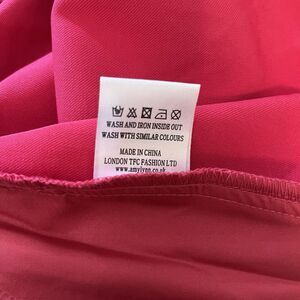 WASH AND IRON INSIDE OUT
WASH WITH SIMILAR COLOURS
MADE IN CHINA
LONDON TFC FASHION LTD
www.amylynn.co.uk